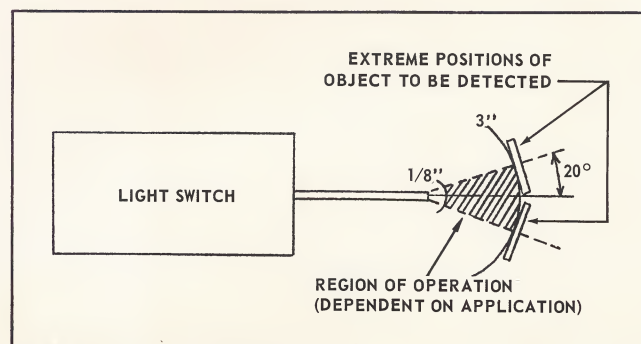 EXTREME POSITIONS OF
OBJECT TO BE DETECTED
3"
20°
1/8"
LIGHT SWITCH
REGION OF OPERATION
(DEPENDENT ON APPLICATION)